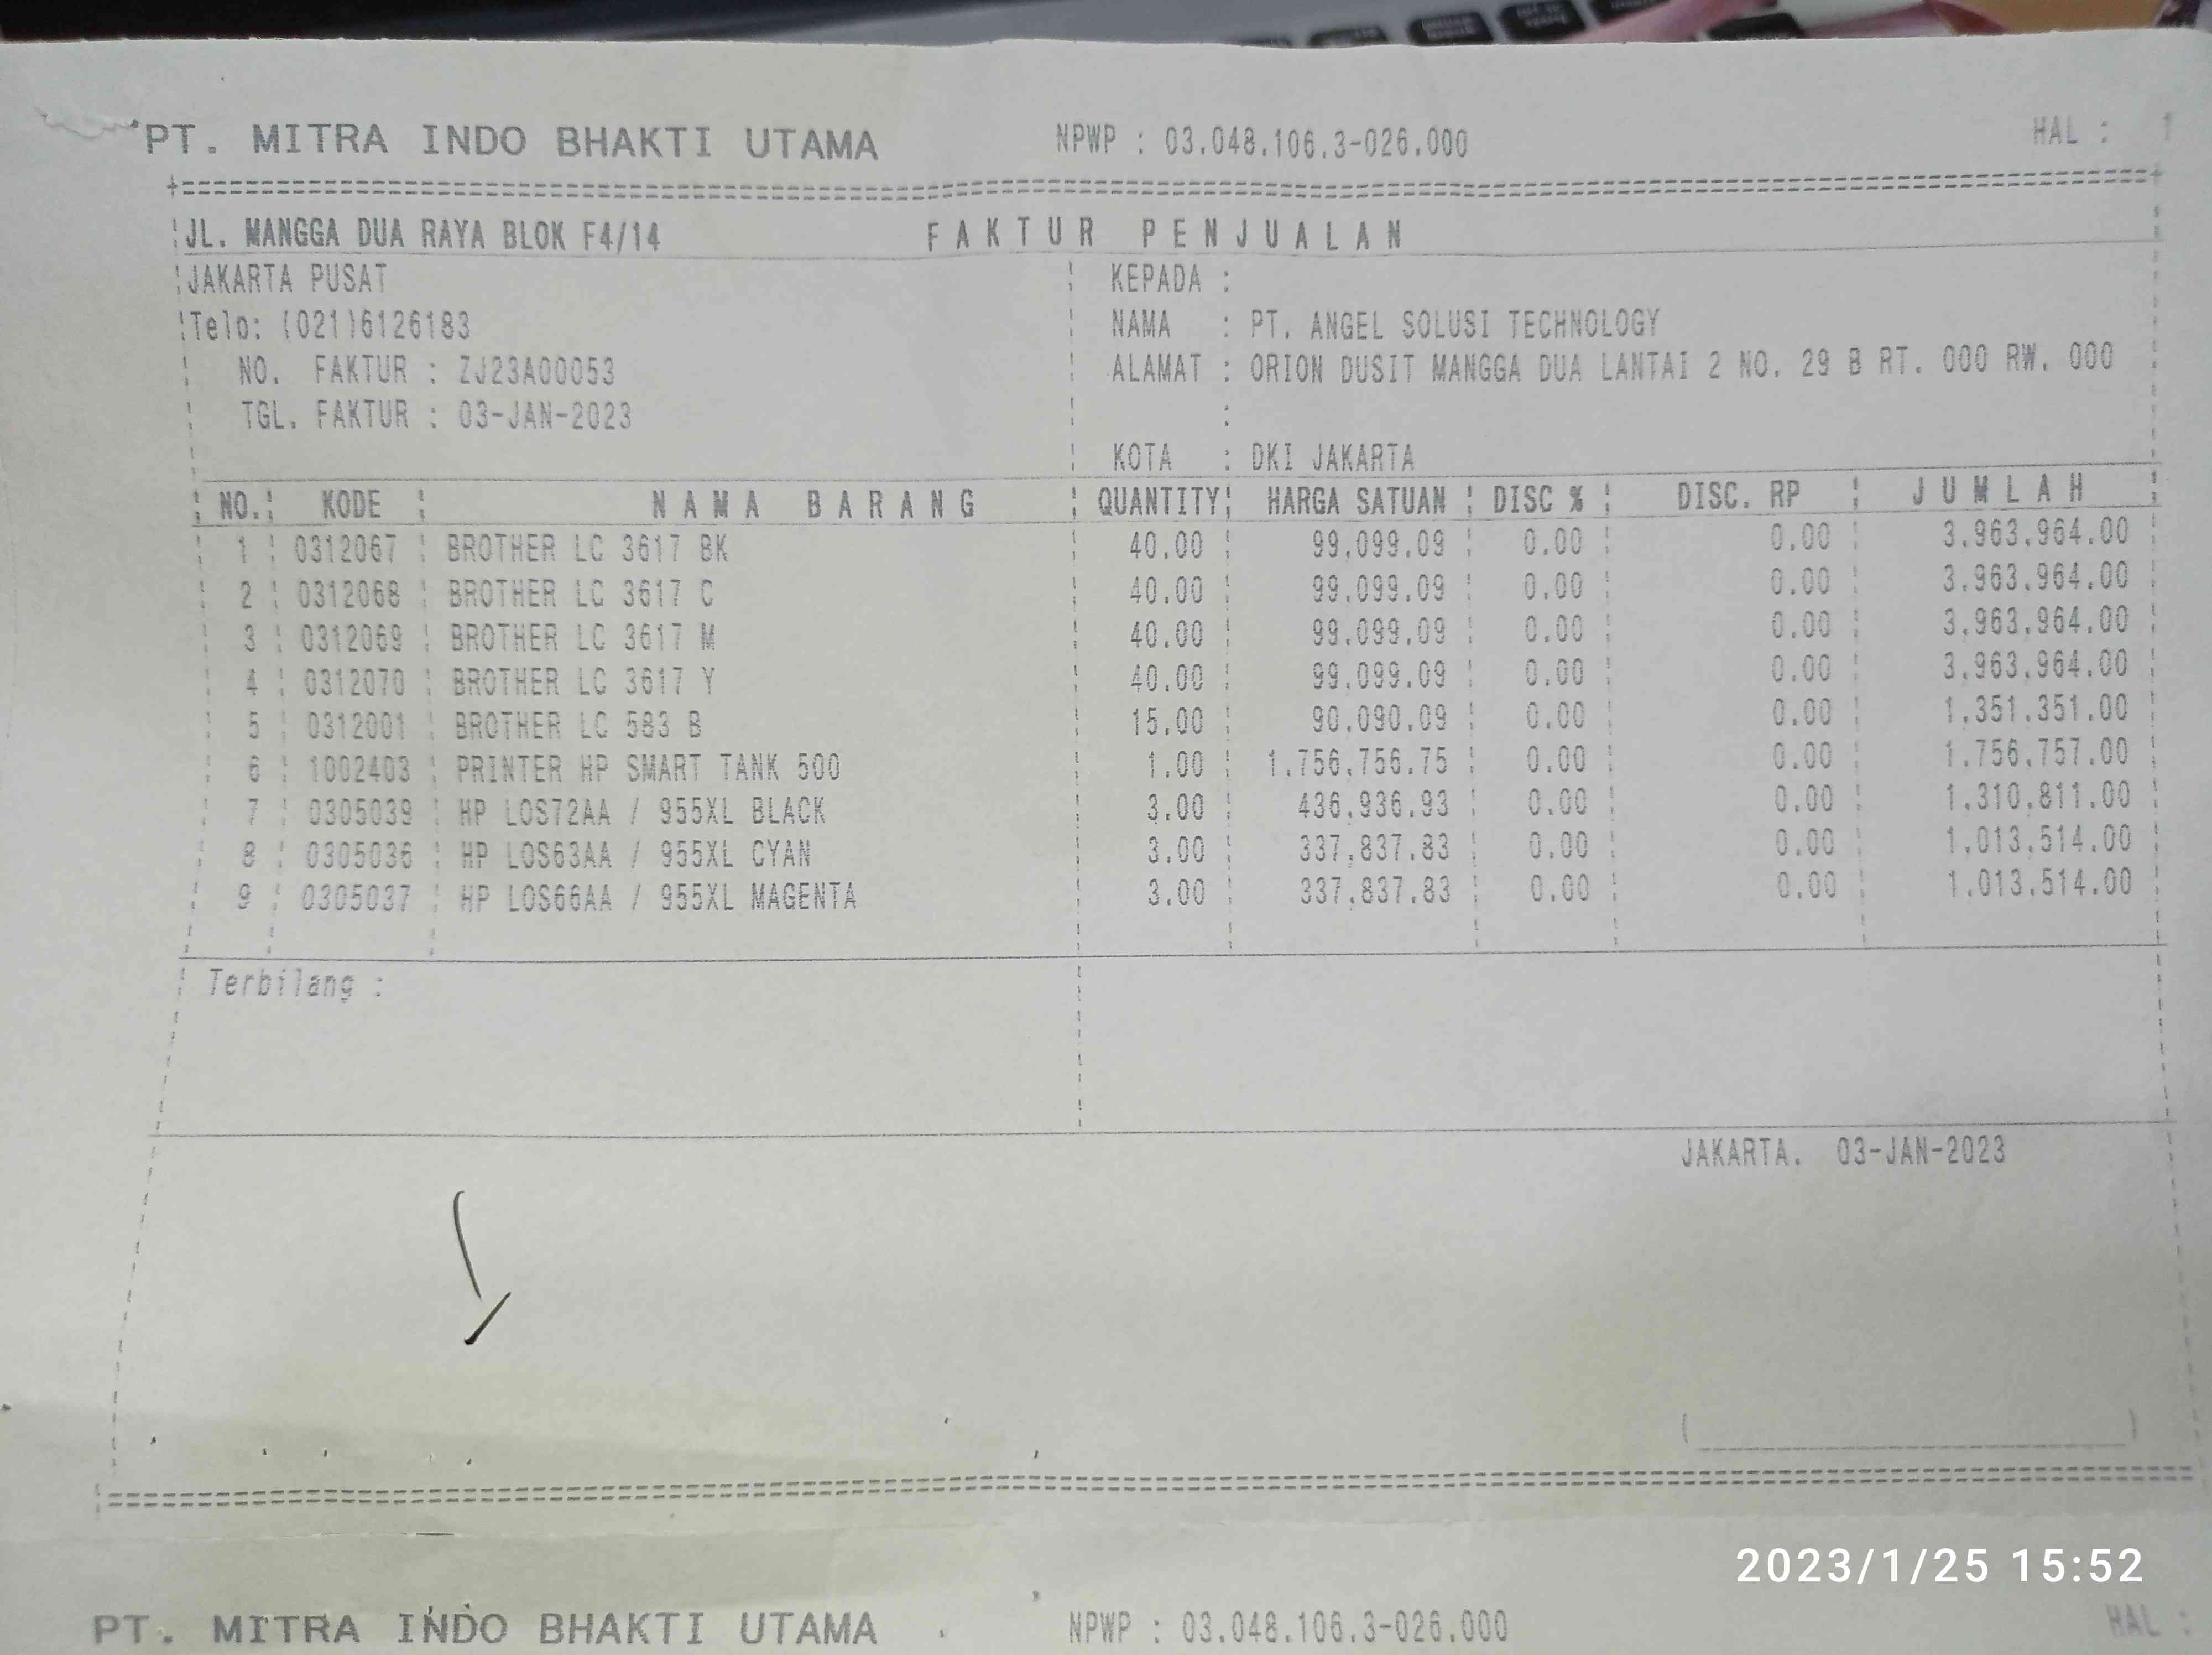 PT. MITRA INDO BHAKTI UTAMA NPWP : 03.048.106.3-026.000 HAL : 1
JL. MANGGA DUA RAYA BLOK F4/14 FAKTUR PENJUALAN
JAKARTA PUSAT KEPADA :
Telp: (021)6126183 NAMA : PT. ANGEL SOLUSI TECHNOLOGY
NO. FAKTUR : ZJ23A00053 ALAMAT : ORION DUSIT MANGGA DUA LANTAI 2 NO. 29 B RT. 000 RW. 000
TGL. FAKTUR : 03-JAN-2023 :
KOTA : DKI JAKARTA
NO. KODE NAMA BARANG QUANTITY HARGA SATUAN DISC % DISC. RP JUMLAH
1 0312067 BROTHER LC 3617 BK 40.00 99.099.09 0.00 0.00 3.963.964.00
2 0312068 BROTHER LC 3617 C 40.00 99.099.09 0.00 0.00 3.963.964.00
3 0312069 BROTHER LC 3617 M 40.00 99.099.09 0.00 0.00 3.963.964.00
4 0312070 BROTHER LC 3617 Y 40.00 99.099.09 0.00 0.00 3.963.964.00
5 0312001 BROTHER LC 583 B 15.00 90.090.09 0.00 0.00 1.351.351.00
6 1002403 PRINTER HP SMART TANK 500 1.00 1.756.756.75 0.00 0.00 1.756.757.00
7 0305039 HP LOS72AA / 955XL BLACK 3.00 436.936.93 0.00 0.00 1.310.811.00
8 0305036 HP LOS63AA / 955XL CYAN 3.00 337.837.83 0.00 0.00 1.013.514.00
9 0305037 HP LOS66AA / 955XL MAGENTA 3.00 337.837.83 0.00 0.00 1.013.514.00
Terbilang :
JAKARTA. 03-JAN-2023
2023/1/25 15:52
PT. MITRA INDO BHAKTI UTAMA NPWP : 03.048.106.3-026.000 HAL :